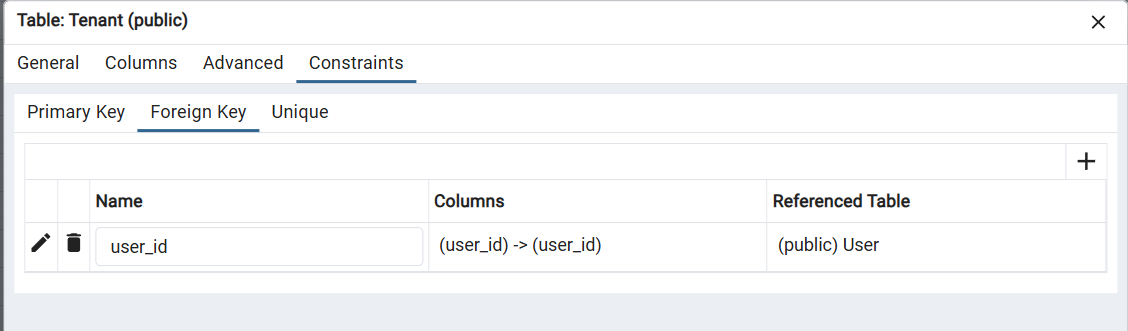 Table: Tenant (public)
General Columns Advanced Constraints
Primary Key Foreign Key Unique
Name Columns Referenced Table
user_id (user_id) -> (user_id) (public) User